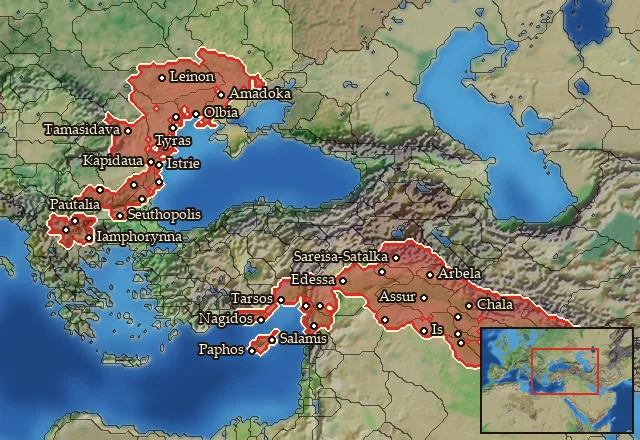 Leinon
Amadoka
Olbia
Tamasidava
Tyras
Kapidaua
Istrie
Pautalia
Seuthopolis
Iamphorynna
Sareisa-Satalka
Arbela
Edessa
Tarsos
Assur
Chala
Nagidos
Is
Salamis
Paphos